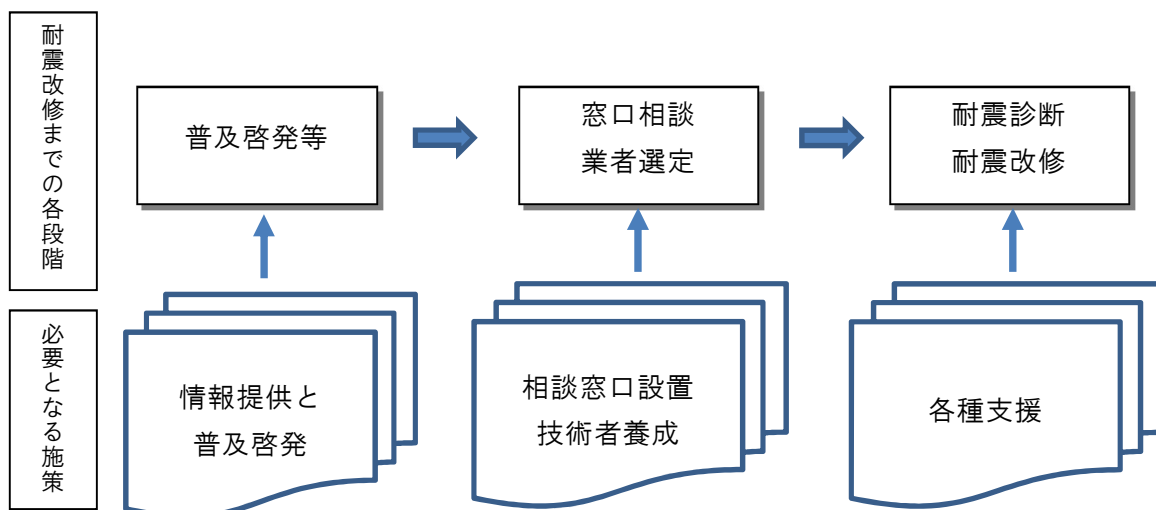 耐震改修までの各段階
普及啓発等
窓口相談
業者選定
耐震診断
耐震改修
必要となる施策
情報提供と
普及啓発
相談窓口設置
技術者養成
各種支援